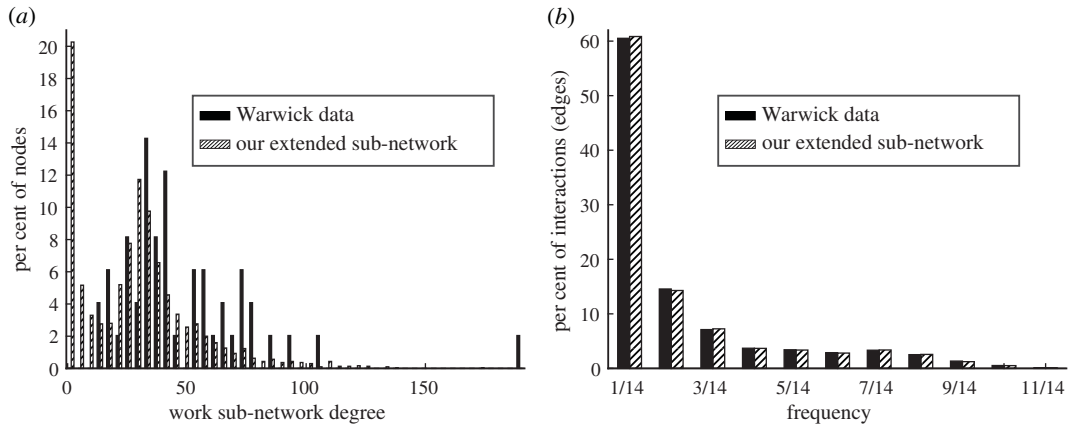 (a)
20
18
16
14
12
10
8
6
4
2
0
per cent of nodes
Warwick data
our extended sub-network
0 50 100 150
work sub-network degree
(b)
60
50
40
30
20
10
0
per cent of interactions (edges)
Warwick data
our extended sub-network
1/14 3/14 5/14 7/14 9/14 11/14
frequency